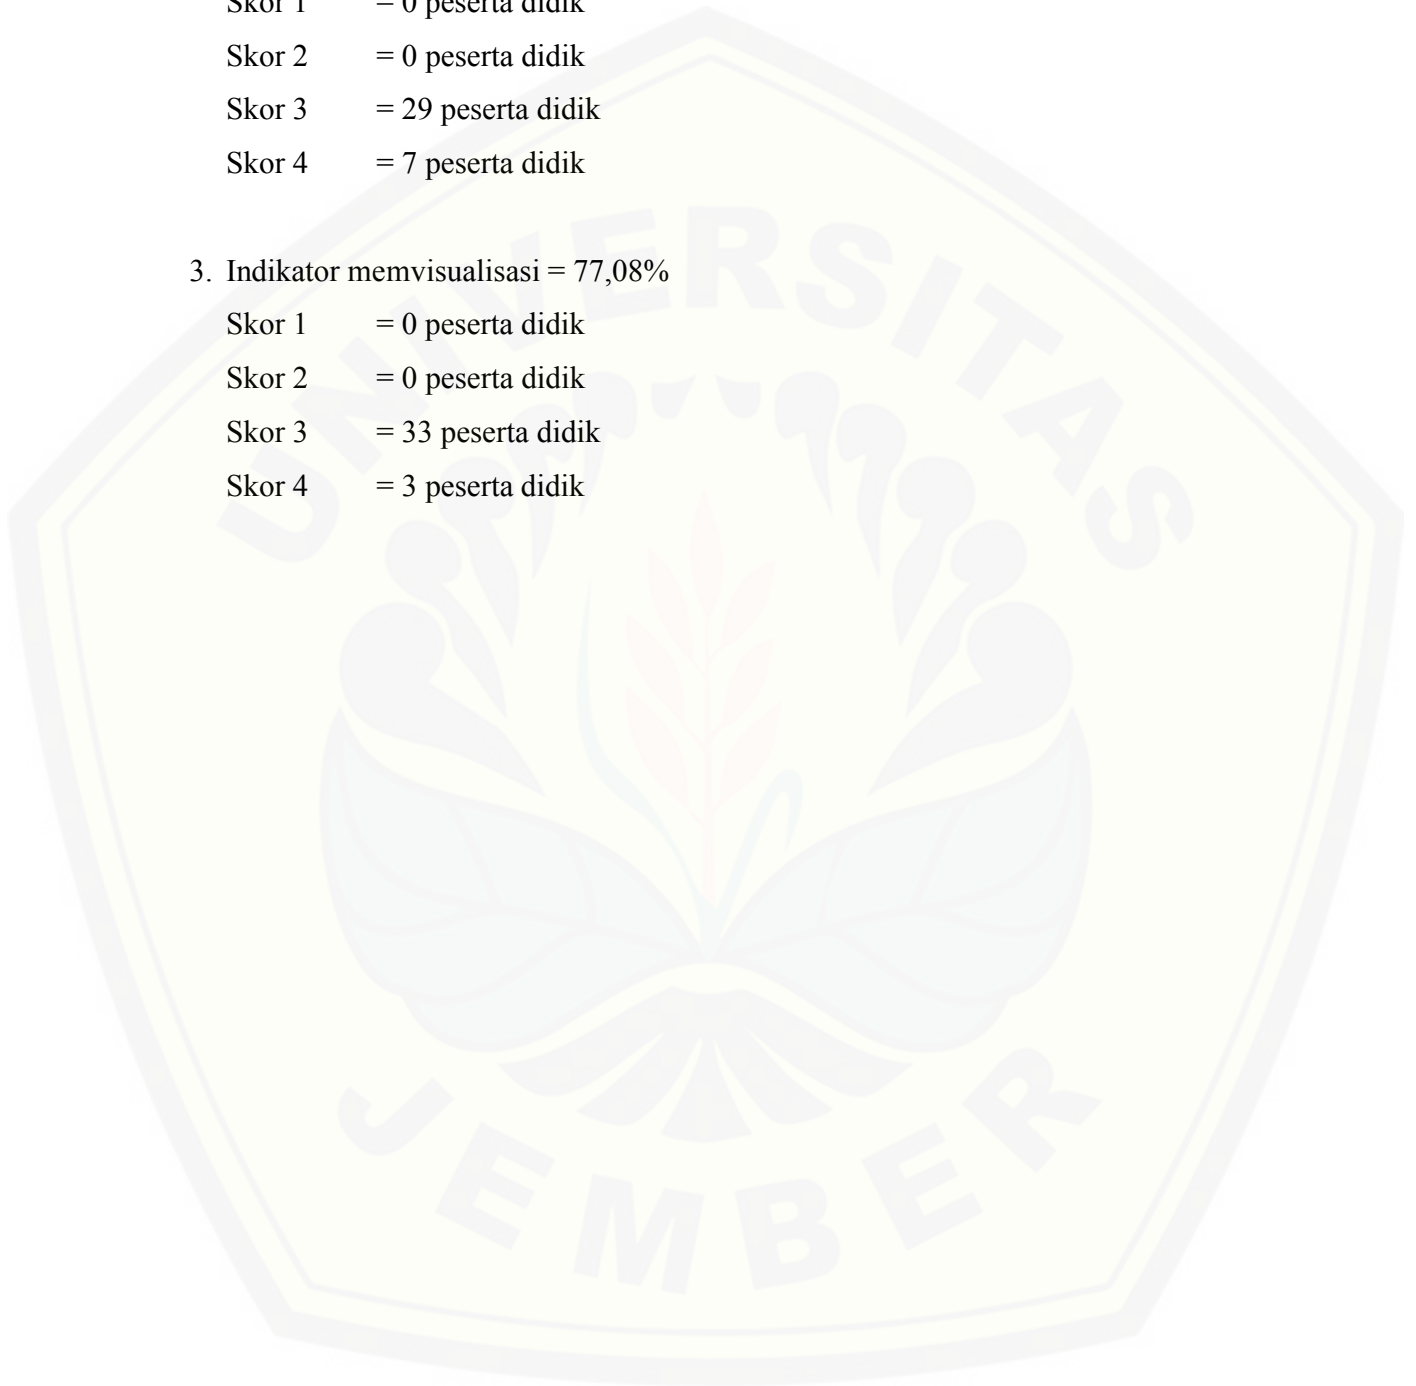 Skor 1 = 0 peserta didik
Skor 2 = 0 peserta didik
Skor 3 = 29 peserta didik
Skor 4 = 7 peserta didik
3. Indikator memvisualisasi = 77,08%
Skor 1 = 0 peserta didik
Skor 2 = 0 peserta didik
Skor 3 = 33 peserta didik
Skor 4 = 3 peserta didik
UNIVERSITAS
JEMBER